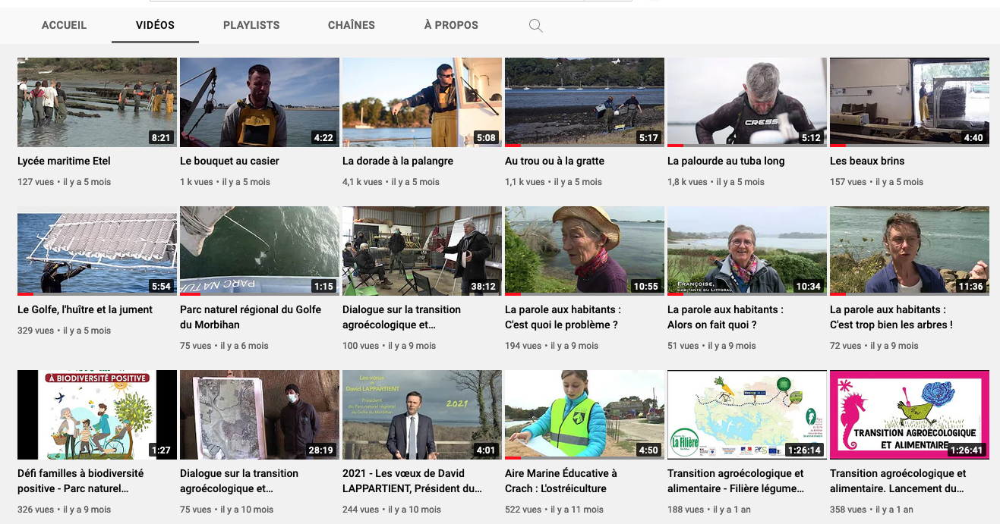 ACCUEIL VIDÉOS PLAYLISTS CHAÎNES À PROPOS
8:21 4:22 5:08 CRESS 5:17 5:12 4:40
Lycée maritime Etel
127 vues • il y a 5 mois
Le bouquet au casier
1 k vues • il y a 5 mois
La dorade à la palangre
4,1 k vues • il y a 5 mois
Au trou ou à la gratte
1,1 k vues • il y a 5 mois
La palourde au tuba long
1,8 k vues • il y a 5 mois
Les beaux brins
157 vues • il y a 5 mois
5:54
Le Golfe, l'huître et la jument
329 vues • il y a 5 mois
PARC NATUR
1:15
Parc naturel régional du Golfe
du Morbihan
75 vues • il y a 6 mois
38:12
Dialogue sur la transition
agroécologique et...
100 vues • il y a 9 mois
10:55
La parole aux habitants :
C'est quoi le problème ?
194 vues • il y a 9 mois
FRANÇOISE,
HABITANTE DU LITTORAL
10:34
La parole aux habitants :
Alors on fait quoi ?
51 vues • il y a 9 mois
11:36
La parole aux habitants :
C'est trop bien les arbres !
72 vues • il y a 9 mois
À BIODIVERSITÉ POSITIVE
1:27
Défi familles à biodiversité
positive - Parc naturel...
326 vues • il y a 9 mois
28:19
Dialogue sur la transition
agroécologique et...
75 vues • il y a 10 mois
Les vœux
de
David LAPPARTIENT
Président
du Parc naturel régional
du Golfe du Morbihan
2021
4:01
2021 - Les vœux de David
LAPPARTIENT, Président du...
244 vues • il y a 10 mois
4:50
Aire Marine Éducative à
Crach : L'ostréiculture
522 vues • il y a 11 mois
biocoop
LA FILIÈRE
ars
1:26:14
Transition agroécologique et
alimentaire - Filière légume...
188 vues • il y a 1 an
TRANSITION AGROÉCOLOGIQUE
ET ALIMENTAIRE
1:26:41
Transition agroécologique et
alimentaire. Lancement du...
358 vues • il y a 1 an